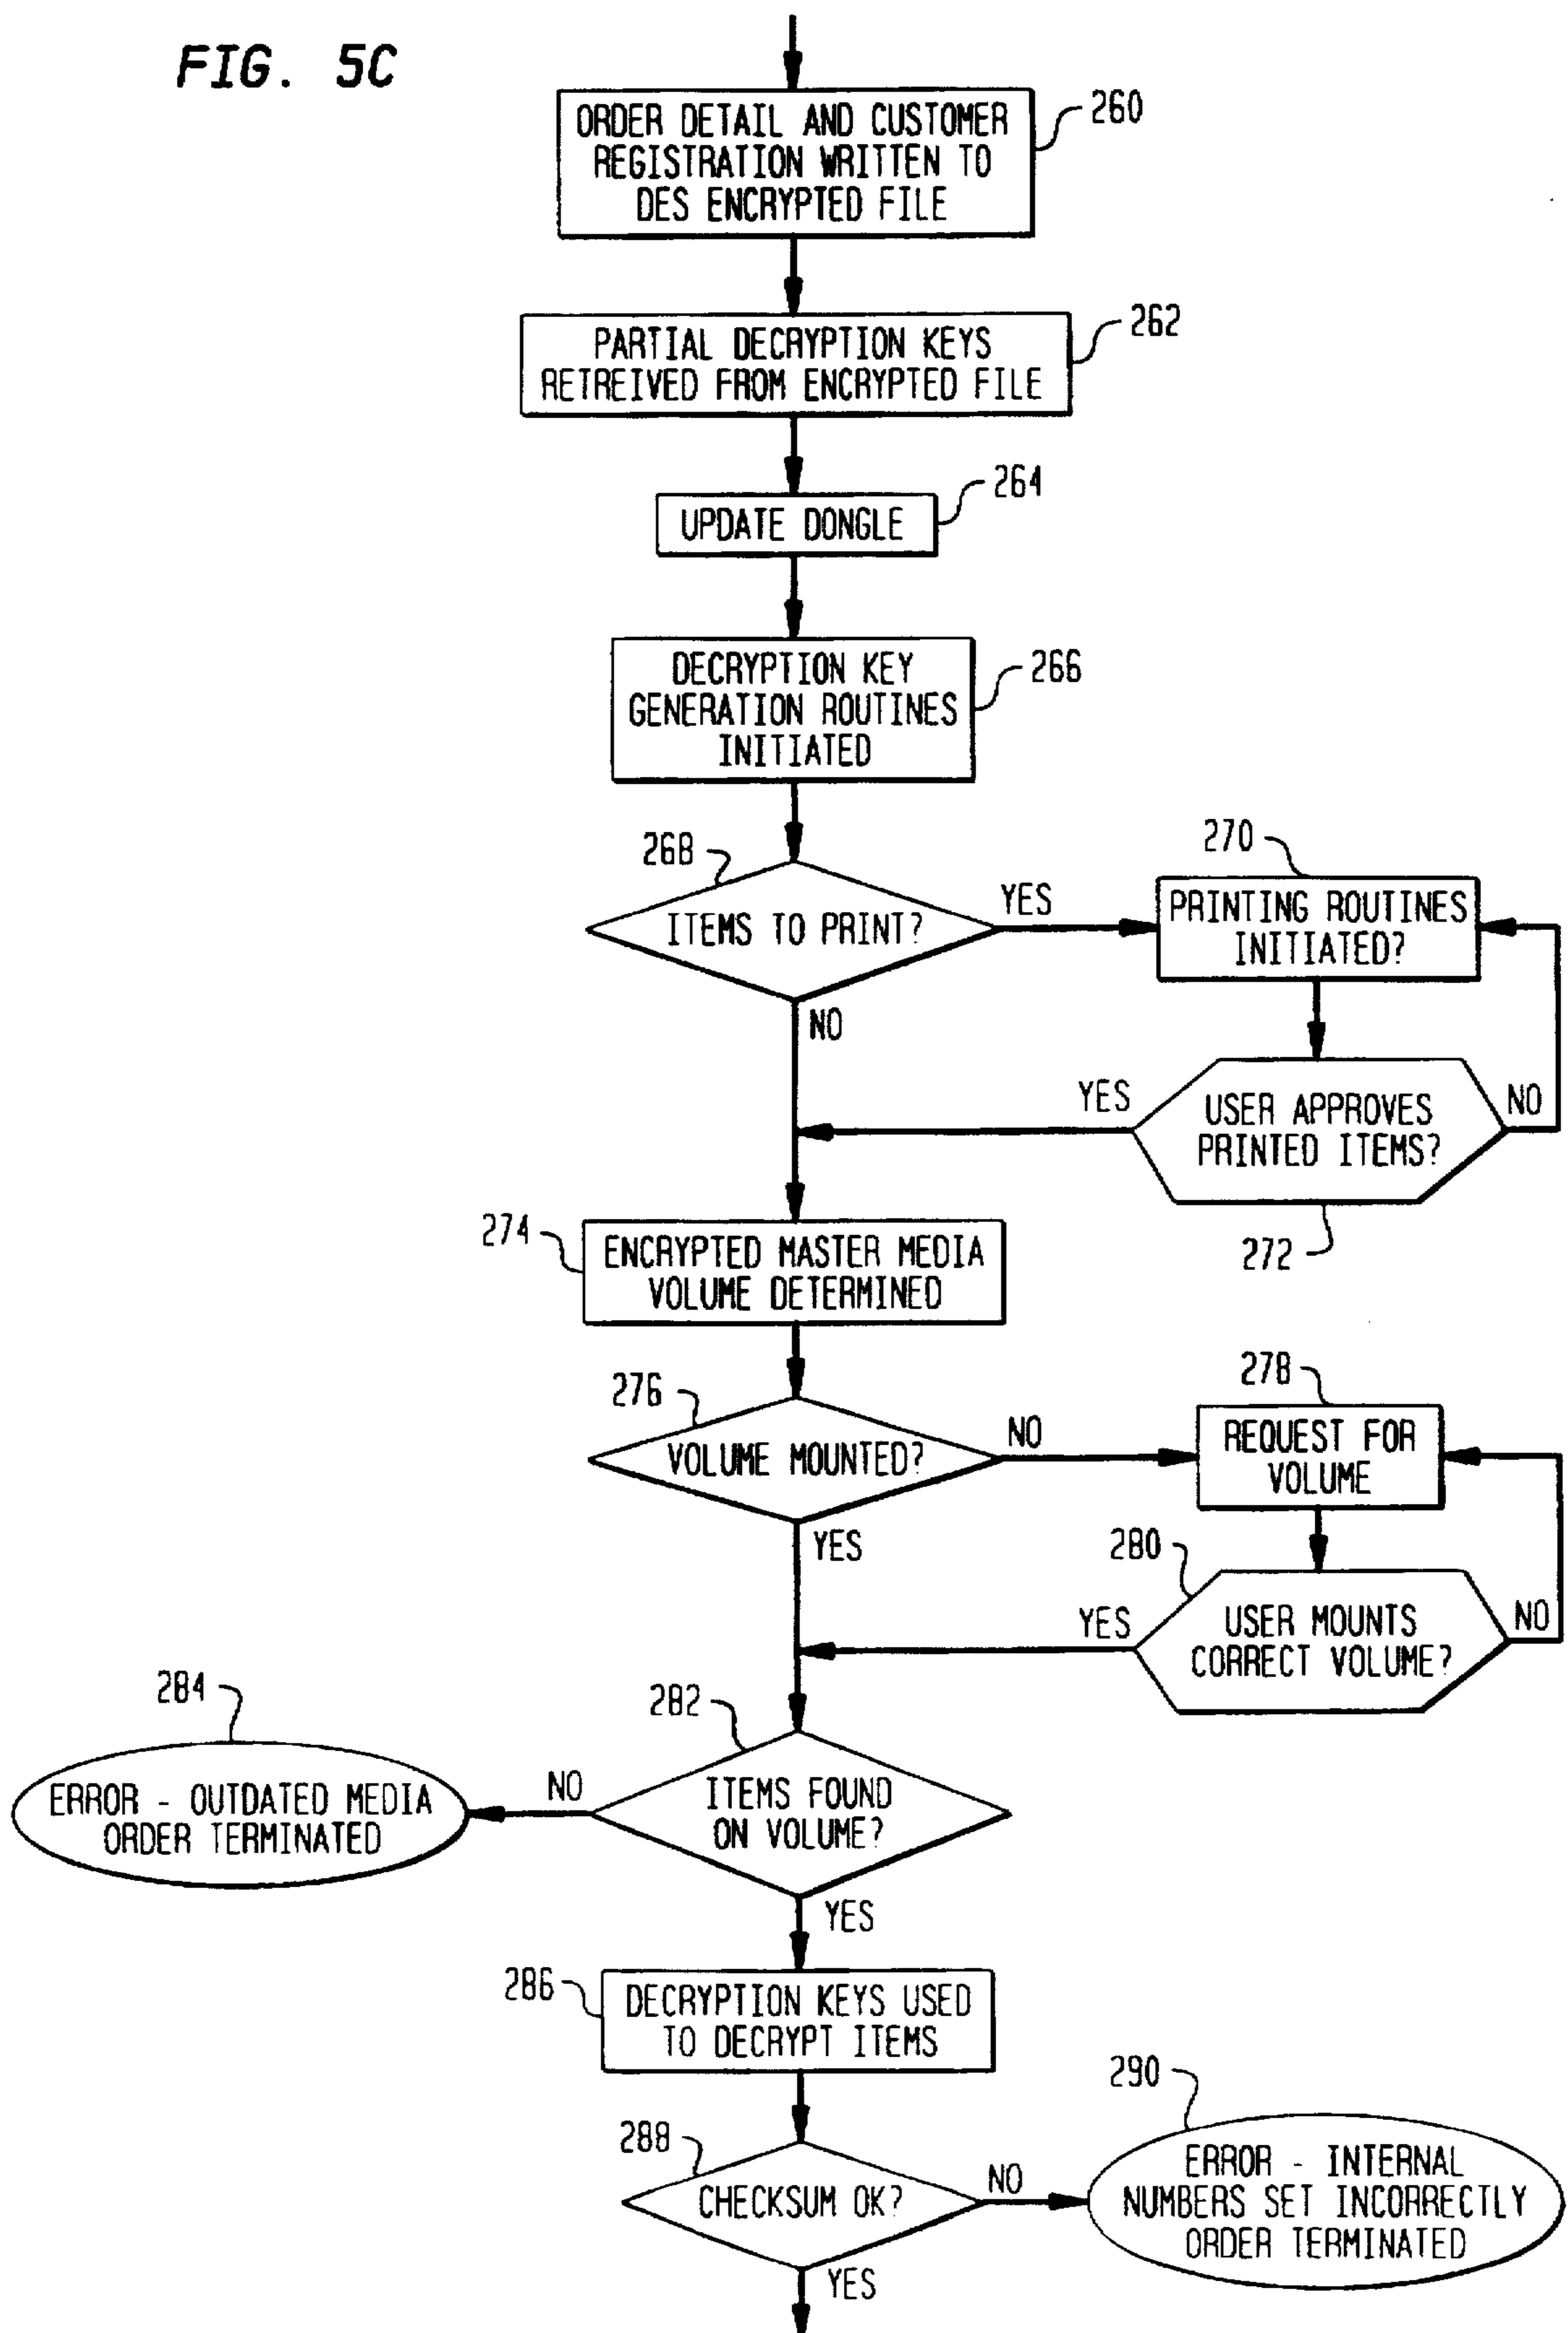 FIG. 5C
ORDER DETAIL AND CUSTOMER
REGISTRATION WRITTEN TO
DES ENCRYPTED FILE
260
PARTIAL DECRYPTION KEYS
RETREIVED FROM ENCRYPTED FILE
262
UPDATE DONGLE
264
DECRYPTION KEY
GENERATION ROUTINES
INITIATED
266
268
ITEMS TO PRINT?
YES
NO
270
PRINTING ROUTINES
INITIATED?
USER APPROVES
PRINTED ITEMS?
YES
NO
272
274
ENCRYPTED MASTER MEDIA
VOLUME DETERMINED
276
VOLUME MOUNTED?
NO
YES
278
REQUEST FOR
VOLUME
280
USER MOUNTS
CORRECT VOLUME?
YES
NO
282
ITEMS FOUND
ON VOLUME?
NO
YES
284
ERROR - OUTDATED MEDIA
ORDER TERMINATED
286
DECRYPTION KEYS USED
TO DECRYPT ITEMS
288
CHECKSUM OK?
NO
YES
290
ERROR - INTERNAL
NUMBERS SET INCORRECTLY
ORDER TERMINATED